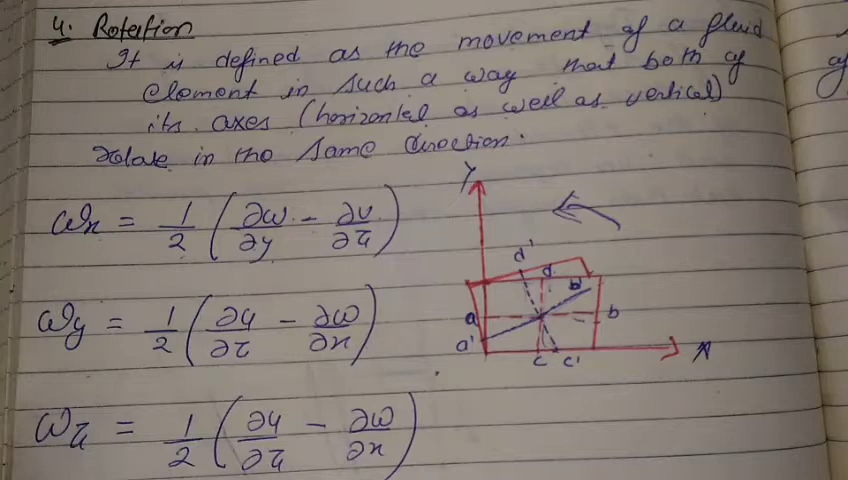 4. Rotation
It is defined as the movement of a fluid
element in such a way that both of
its axes (horizontal as well as vertical)
rotate in the same direction.
ωx = 1/2 (∂w/∂y - ∂v/∂z)
ωy = 1/2 (∂u/∂z - ∂w/∂x)
ωz = 1/2 (∂u/∂z - ∂w/∂x)
Y
d'
d
b'
a
b
a'
c c'
X
of